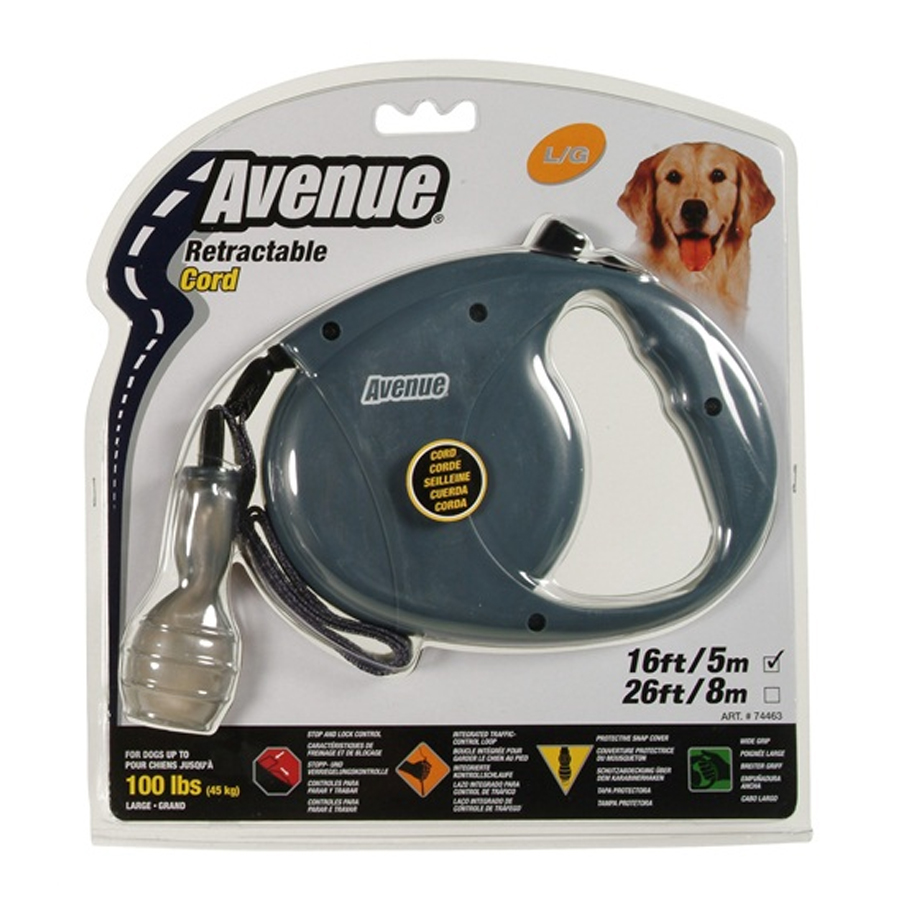 L/G
Avenue®
Retractable
Cord
Avenue
CORD
CORDE
SEILLEINE
CUERDA
CORDA
16ft/5m ✓
26ft/8m
ART. # 74463
FOR DOGS UP TO
POUR CHIENS JUSQU'À
100 lbs (45 kg)
LARGE • GRAND
STOP AND LOCK CONTROL
CARACTÉRISTIQUES DE
FREINAGE ET DE BLOCAGE
STOPP- UND
VERRIEGELUNGSKONTROLLE
CONTROLES PARA
PARAR Y TRABAR
CONTROLES PARA
PARAR E TRAVAR
INTEGRATED TRAFFIC-
CONTROL LOOP
BOUCLE INTÉGRÉE POUR
GARDER LE CHIEN AU PIED
INTEGRIERTE
KONTROLLSCHLAUFE
LAZO INTEGRADO PARA
CONTROL DE TRÁFICO
LAÇO INTEGRADO DE
CONTROLE DE TRÁFEGO
PROTECTIVE SNAP COVER
COUVERTURE PROTECTRICE
DU MOUSQUETON
SCHUTZABDECKUNG ÜBER
DEM KARABINERHAKEN
TAPA PROTECTORA
TAMPA PROTETORA
WIDE GRIP
POIGNÉE LARGE
BREITER GRIFF
EMPUÑADURA
ANCHA
CABO LARGO